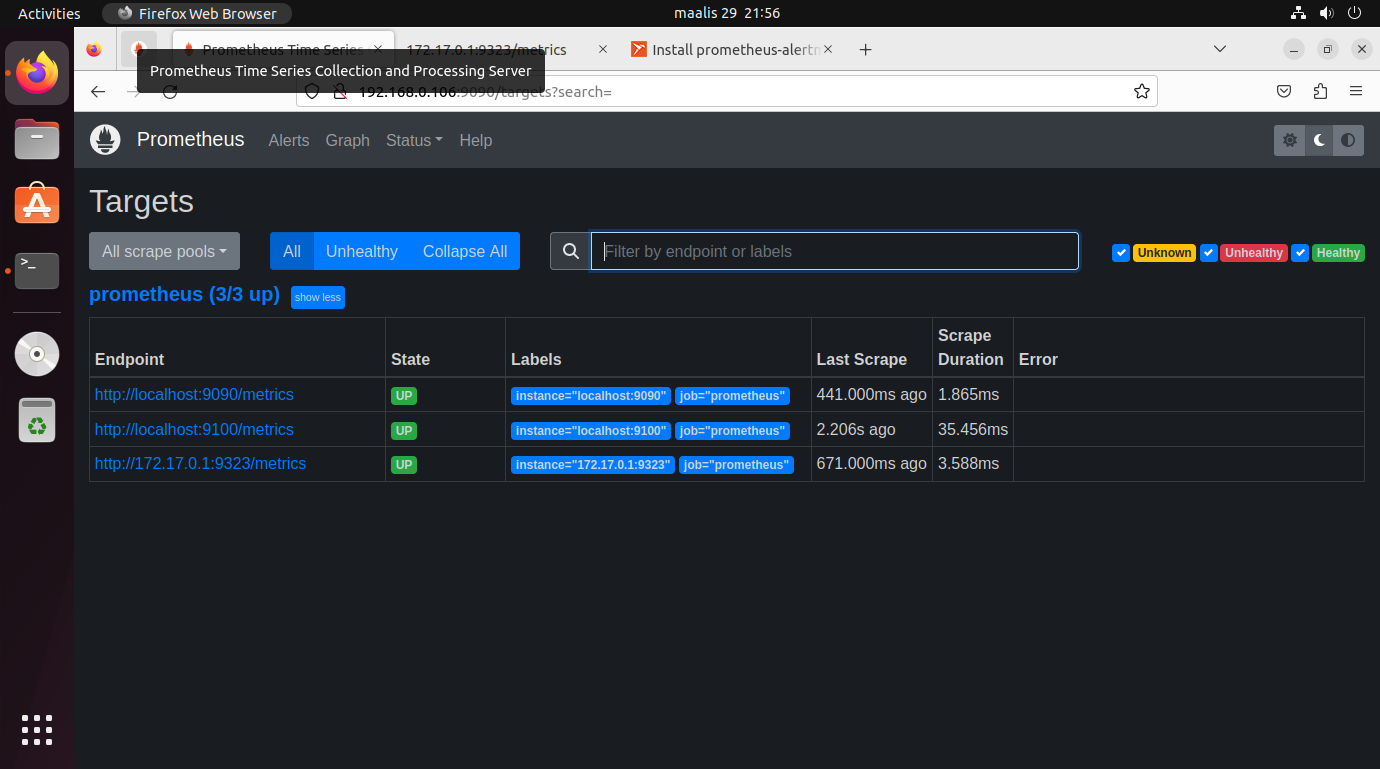 Activities Firefox Web Browser maalis 29 21:56
Prometheus Time Series 172.17.0.1:9323/metrics Install prometheus-alertm
Prometheus Time Series Collection and Processing Server
192.168.0.106:9090/targets?search=
Prometheus Alerts Graph Status Help
Targets
All scrape pools All Unhealthy Collapse All Filter by endpoint or labels Unknown Unhealthy Healthy
prometheus (3/3 up) show less
Endpoint State Labels Last Scrape Scrape Duration Error
http://localhost:9090/metrics UP instance="localhost:9090" job="prometheus" 441.000ms ago 1.865ms
http://localhost:9100/metrics UP instance="localhost:9100" job="prometheus" 2.206s ago 35.456ms
http://172.17.0.1:9323/metrics UP instance="172.17.0.1:9323" job="prometheus" 671.000ms ago 3.588ms